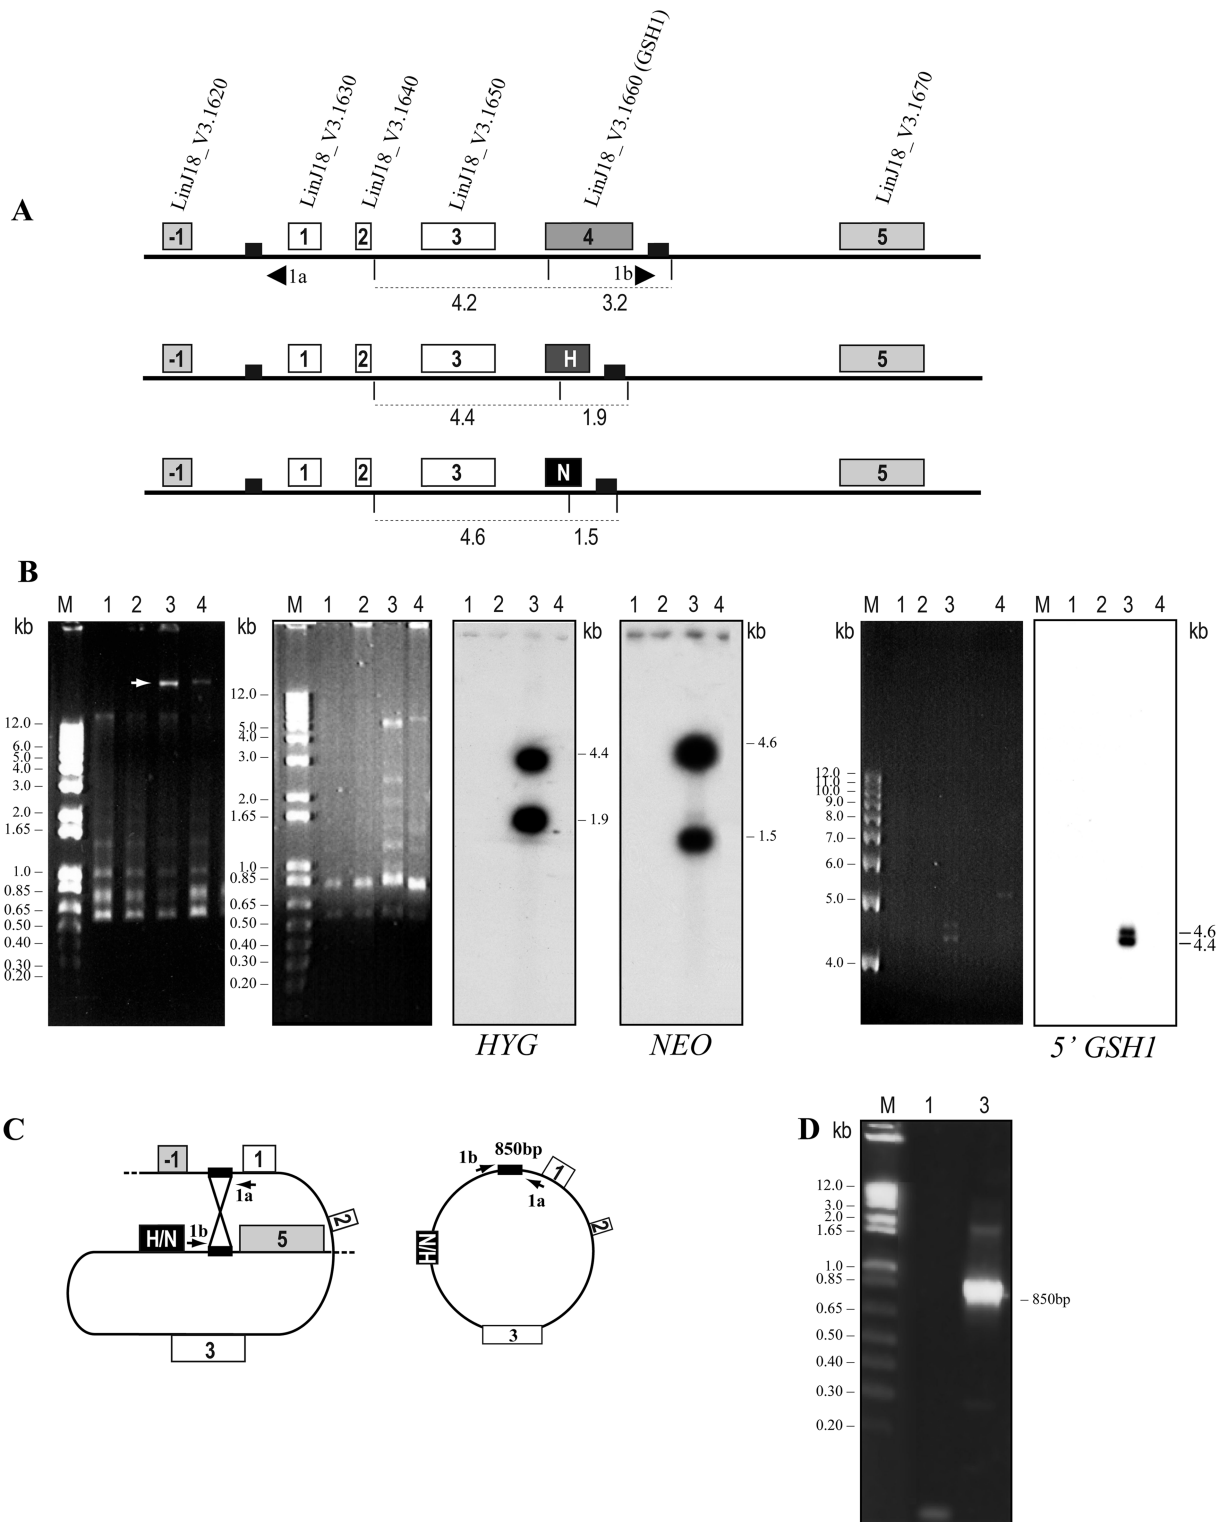 LinJ18_V3.1620
LinJ18_V3.1630
LinJ18_V3.1640
LinJ18_V3.1650
LinJ18_V3.1660 (GSH1)
LinJ18_V3.1670
A
-1 1 2 3 4 5
1a 1b
4.2 3.2
-1 1 2 3 H 5
4.4 1.9
-1 1 2 3 N 5
4.6 1.5
B
M 1 2 3 4
kb
12.0 –
6.0 –
5.0 –
4.0 –
3.0 –
2.0 –
1.65 –
1.0 –
0.85 –
0.65 –
0.50 –
0.40 –
0.30 –
0.20 –
M 1 2 3 4
kb
12.0 –
5.0 –
4.0 –
3.0 –
2.0 –
1.65 –
1.0 –
0.85 –
0.65 –
0.50 –
0.40 –
0.30 –
0.20 –
1 2 3 4
kb
– 4.4
– 1.9
HYG
1 2 3 4
kb
– 4.6
– 1.5
NEO
M 1 2 3 4
kb
12.0 –
11.0 –
10.0 –
9.0 –
8.0 –
7.0 –
6.0 –
5.0 –
4.0 –
M 1 2 3 4
kb
– 4.6
– 4.4
5’ GSH1
C
-1 1
1a
2
H/N 1b 5
3
850bp
1b 1
1a
2
H/N
3
D
M 1 3
kb
12.0 –
3.0 –
2.0 –
1.65 –
1.0 –
0.85 –
0.65 –
0.50 –
0.40 –
0.30 –
0.20 –
– 850bp